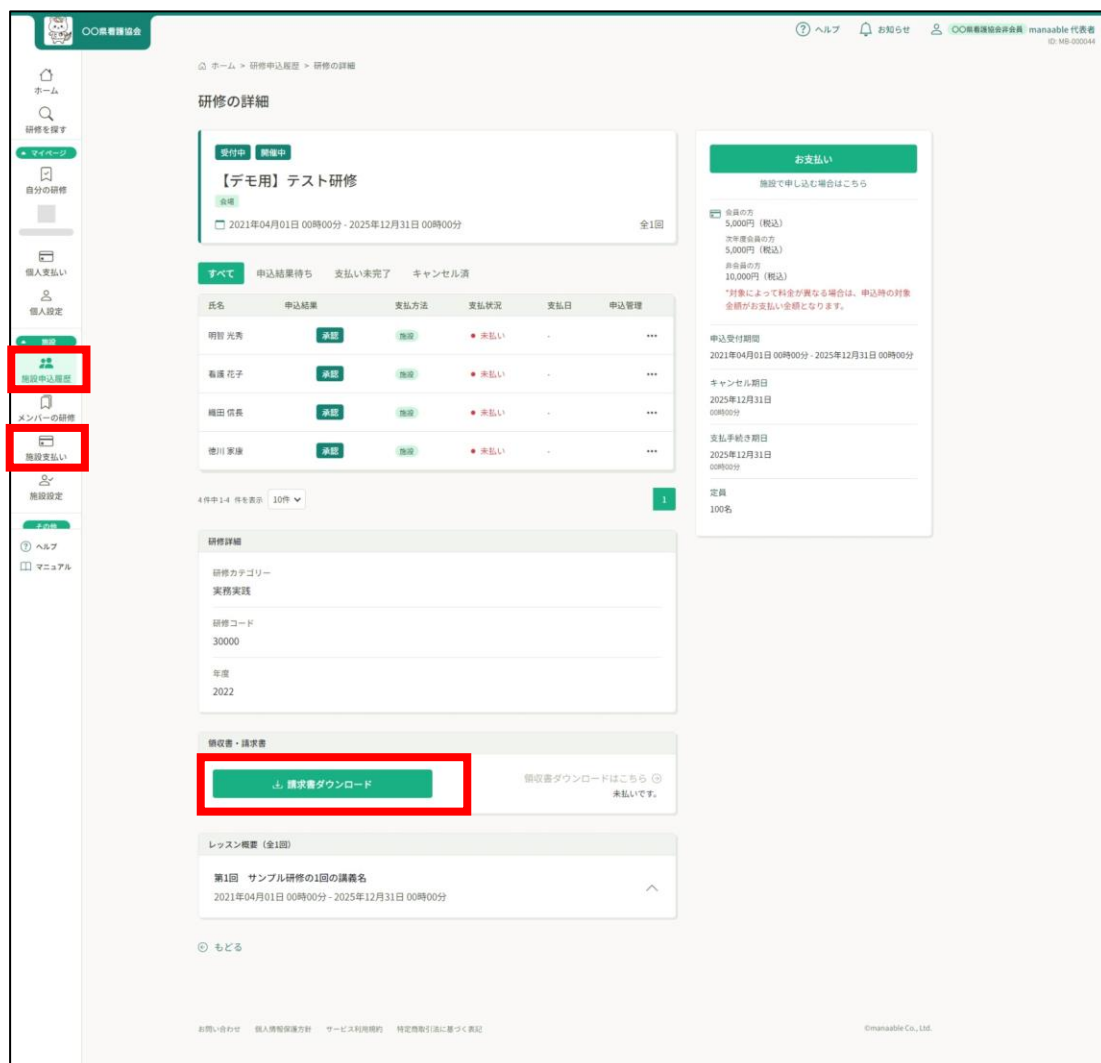 〇〇県看護協会
ヘルプ
お知らせ
〇〇県看護協会非会員 manaable 代表者
ID: MB-000044
ホーム
研修を探す
マイページ
自分の研修
個人支払い
個人設定
施設
施設申込履歴
メンバーの研修
施設支払い
施設設定
その他
ヘルプ
マニュアル
ホーム > 研修申込履歴 > 研修の詳細
研修の詳細
受付中 開催中
【デモ用】テスト研修
会場
2021年04月01日 00時00分 - 2025年12月31日 00時00分 全1回
すべて 申込結果待ち 支払い未完了 キャンセル済
氏名 申込結果 支払方法 支払状況 支払日 申込管理
明智 光秀 承認 施設 未払い - •••
看護 花子 承認 施設 未払い - •••
織田 信長 承認 施設 未払い - •••
徳川 家康 承認 施設 未払い - •••
4件中1-4 件を表示 10件 1
研修詳細
研修カテゴリー
実務実践
研修コード
30000
年度
2022
領収書・請求書
請求書ダウンロード
領収書ダウンロードはこちら
未払いです。
レッスン概要（全1回）
第1回 サンプル研修の1回の講義名
2021年04月01日 00時00分 - 2025年12月31日 00時00分
もどる
お支払い
施設で申し込む場合はこちら
会員の方
5,000円（税込）
次年度会員の方
5,000円（税込）
非会員の方
10,000円（税込）
*対象によって料金が異なる場合は、申込時の対象
金額がお支払い金額となります。
申込受付期間
2021年04月01日 00時00分 - 2025年12月31日 00時00分
キャンセル期日
2025年12月31日
00時00分
支払手続き期日
2025年12月31日
00時00分
定員
100名
お問い合わせ 個人情報保護方針 サービス利用規約 特定商取引法に基づく表記
©manaable Co., Ltd.